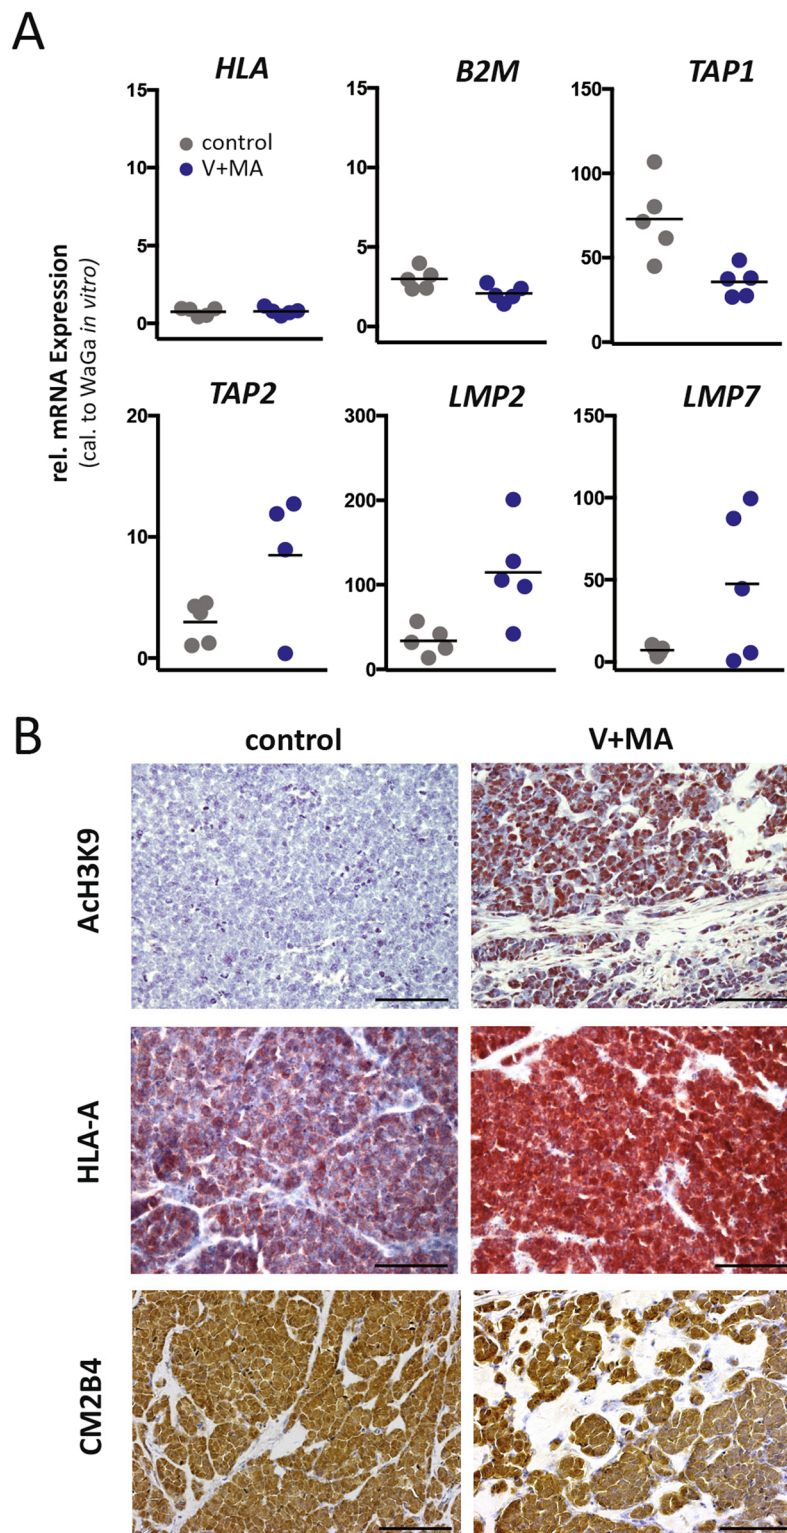 A
HLA
B2M
TAP1
15
10
5
0
control
V+MA
15
10
5
0
150
100
50
0
rel. mRNA Expression
(cal. to WaGa in vitro)
TAP2
LMP2
LMP7
20
10
0
300
200
100
0
150
100
50
0
B
control
V+MA
AcH3K9
HLA-A
CM2B4